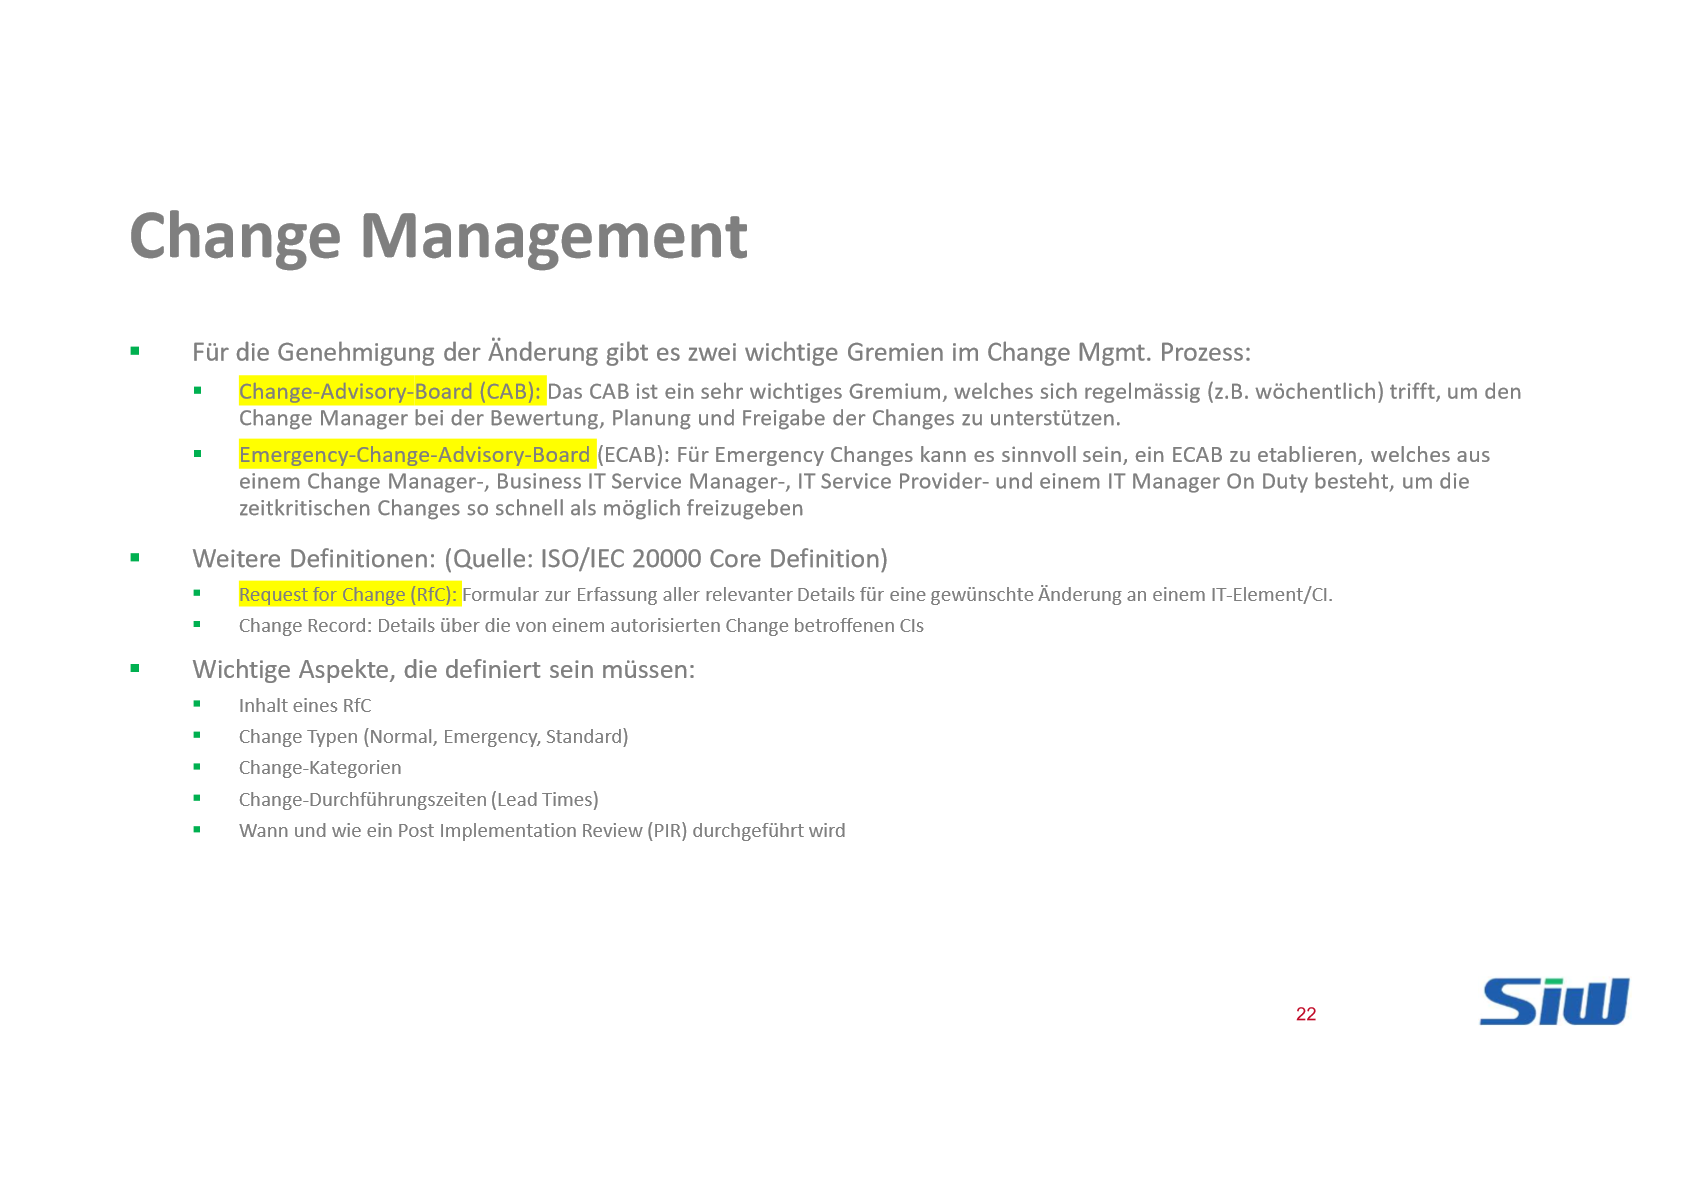 Change Management
Für die Genehmigung der Änderung gibt es zwei wichtige Gremien im Change Mgmt. Prozess:
Change-Advisory-Board (CAB): Das CAB ist ein sehr wichtiges Gremium, welches sich regelmässig (z.B. wöchentlich) trifft, um den
Change Manager bei der Bewertung, Planung und Freigabe der Changes zu unterstützen.
Emergency-Change-Advisory-Board (ECAB): Für Emergency Changes kann es sinnvoll sein, ein ECAB zu etablieren, welches aus
einem Change Manager-, Business IT Service Manager-, IT Service Provider- und einem IT Manager On Duty besteht, um die
zeitkritischen Changes so schnell als möglich freizugeben
Weitere Definitionen: (Quelle: ISO/IEC 20000 Core Definition)
Request for Change (RfC): Formular zur Erfassung aller relevanter Details für eine gewünschte Änderung an einem IT-Element/CI.
Change Record: Details über die von einem autorisierten Change betroffenen CIs
Wichtige Aspekte, die definiert sein müssen:
Inhalt eines RfC
Change Typen (Normal, Emergency, Standard)
Change-Kategorien
Change-Durchführungszeiten (Lead Times)
Wann und wie ein Post Implementation Review (PIR) durchgeführt wird
22
Siw